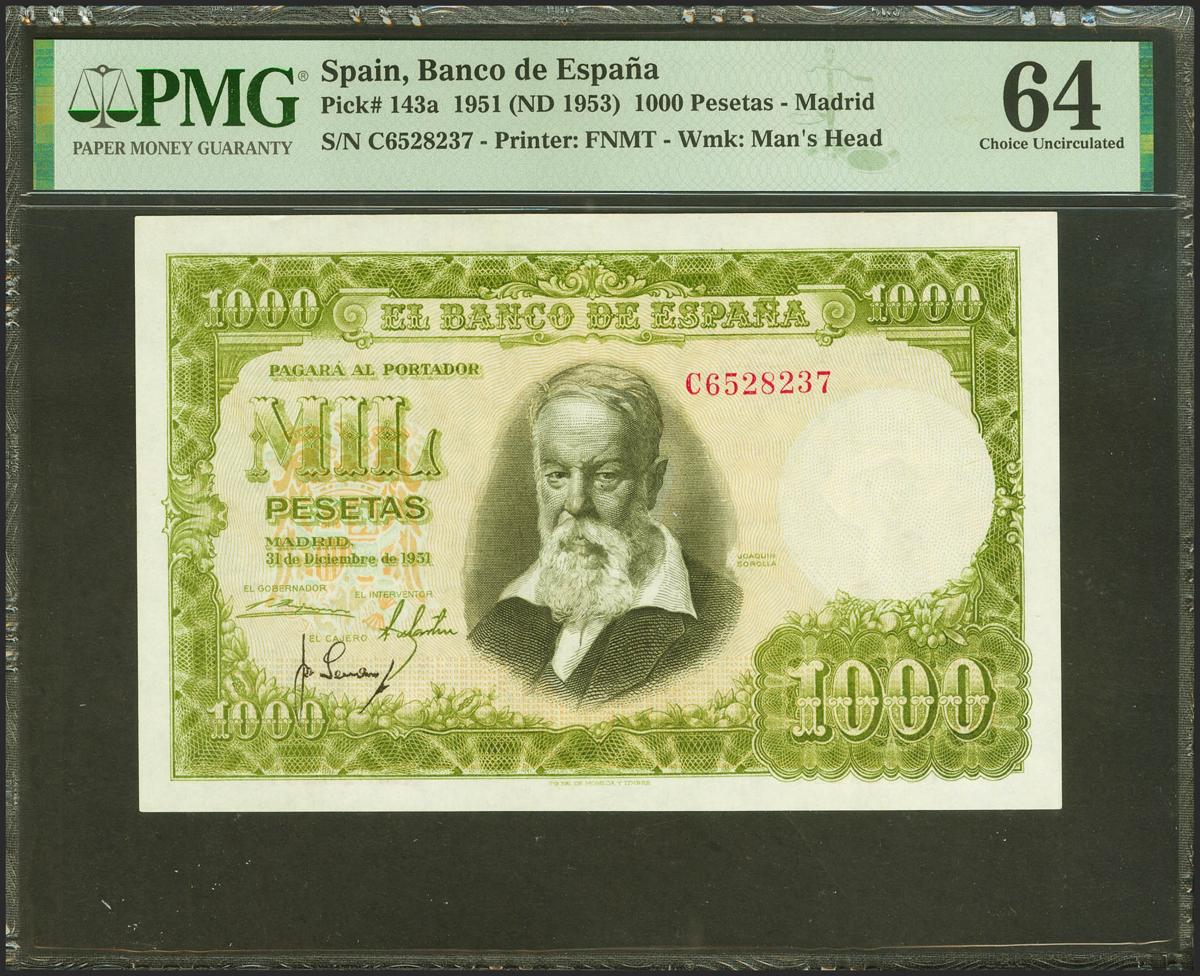 PMG®
PAPER MONEY GUARANTY
Spain, Banco de España
Pick# 143a 1951 (ND 1953) 1000 Pesetas - Madrid
S/N C6528237 - Printer: FNMT - Wmk: Man's Head
64
Choice Uncirculated
1000
EL BANCO DE ESPAÑA
1000
PAGARÁ AL PORTADOR
C6528237
MIL
PESETAS
MADRID
31 de Diciembre de 1951
JOAQUIN
SOROLLA
EL GOBERNADOR
EL INTERVENTOR
EL CAJERO
1000
1000